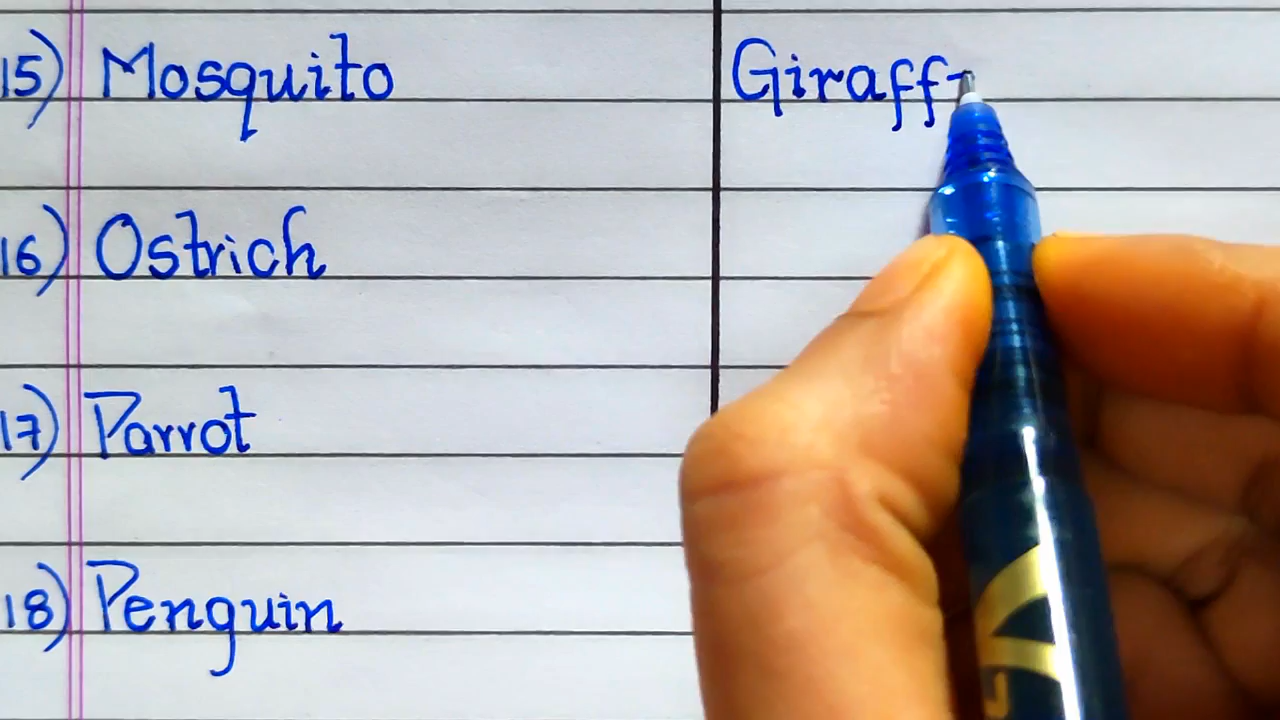 15) Mosquito Giraff
16) Ostrich
17) Parrot
18) Penguin